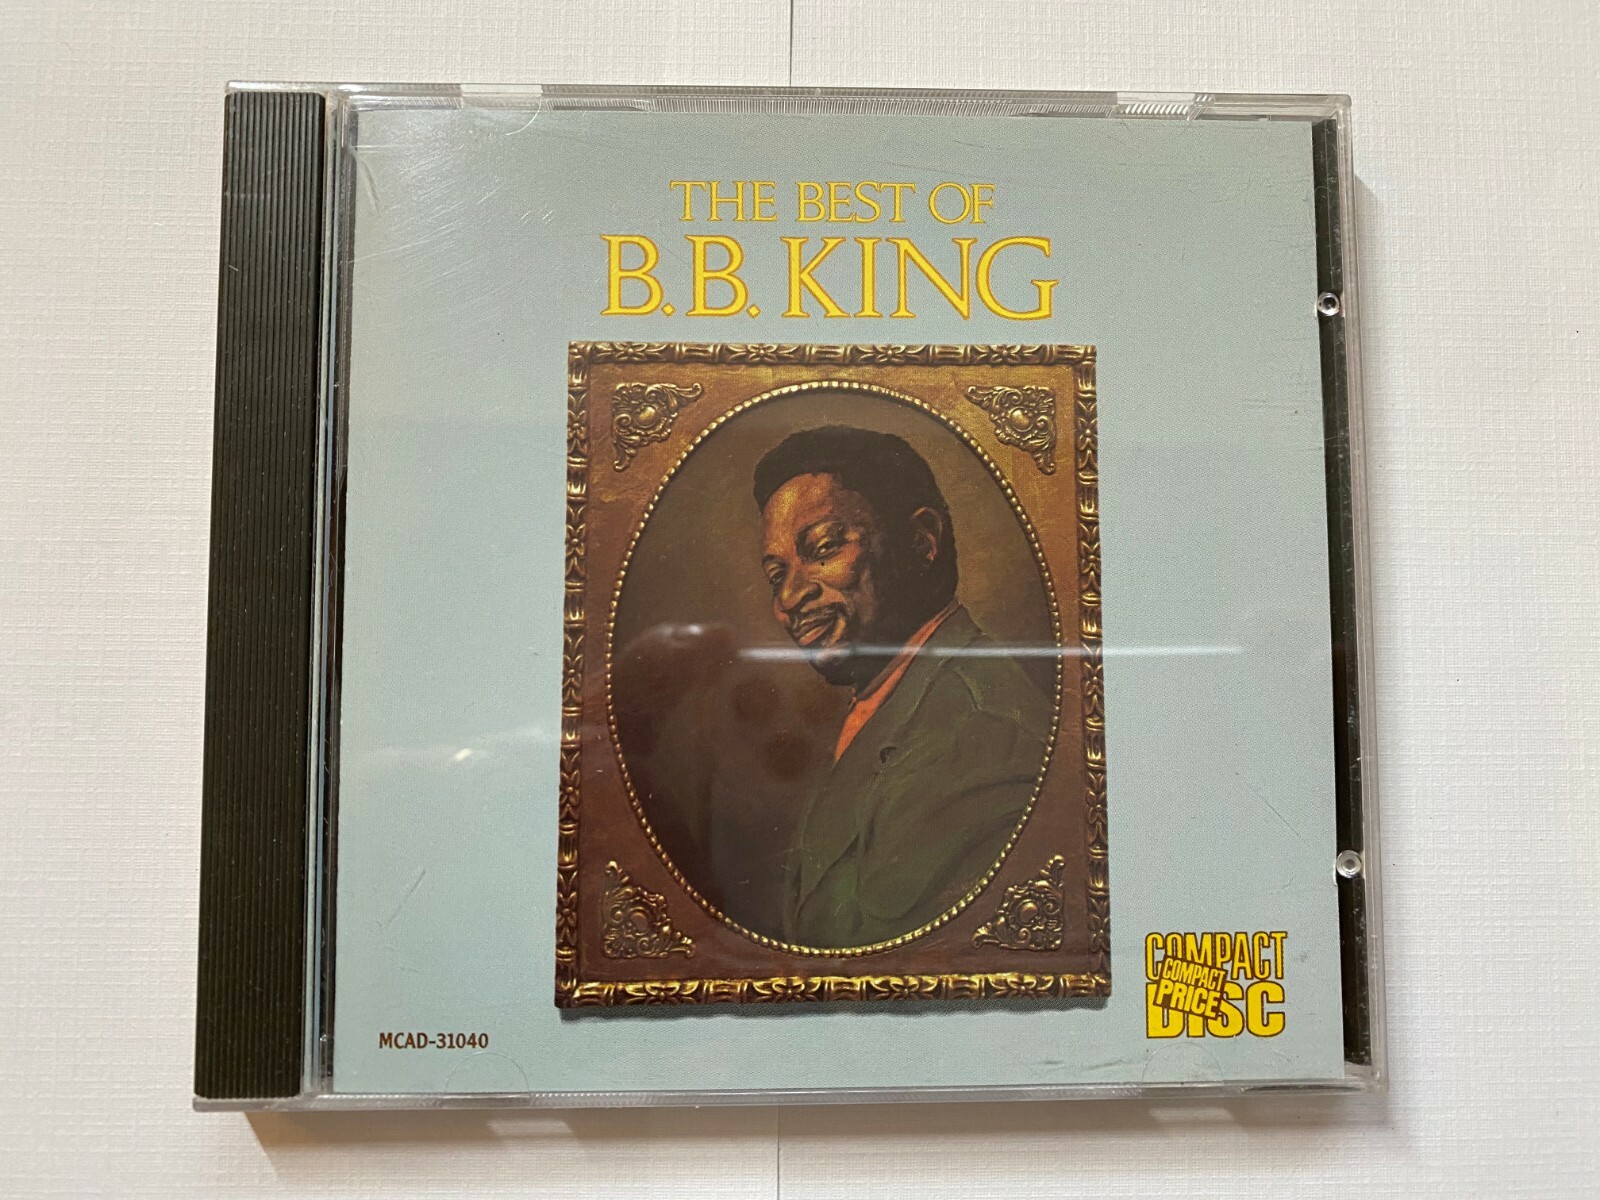 THE BEST OF
B.B. KING
COMPACT
COMPACT
PRICE
DISC
MCAD-31040